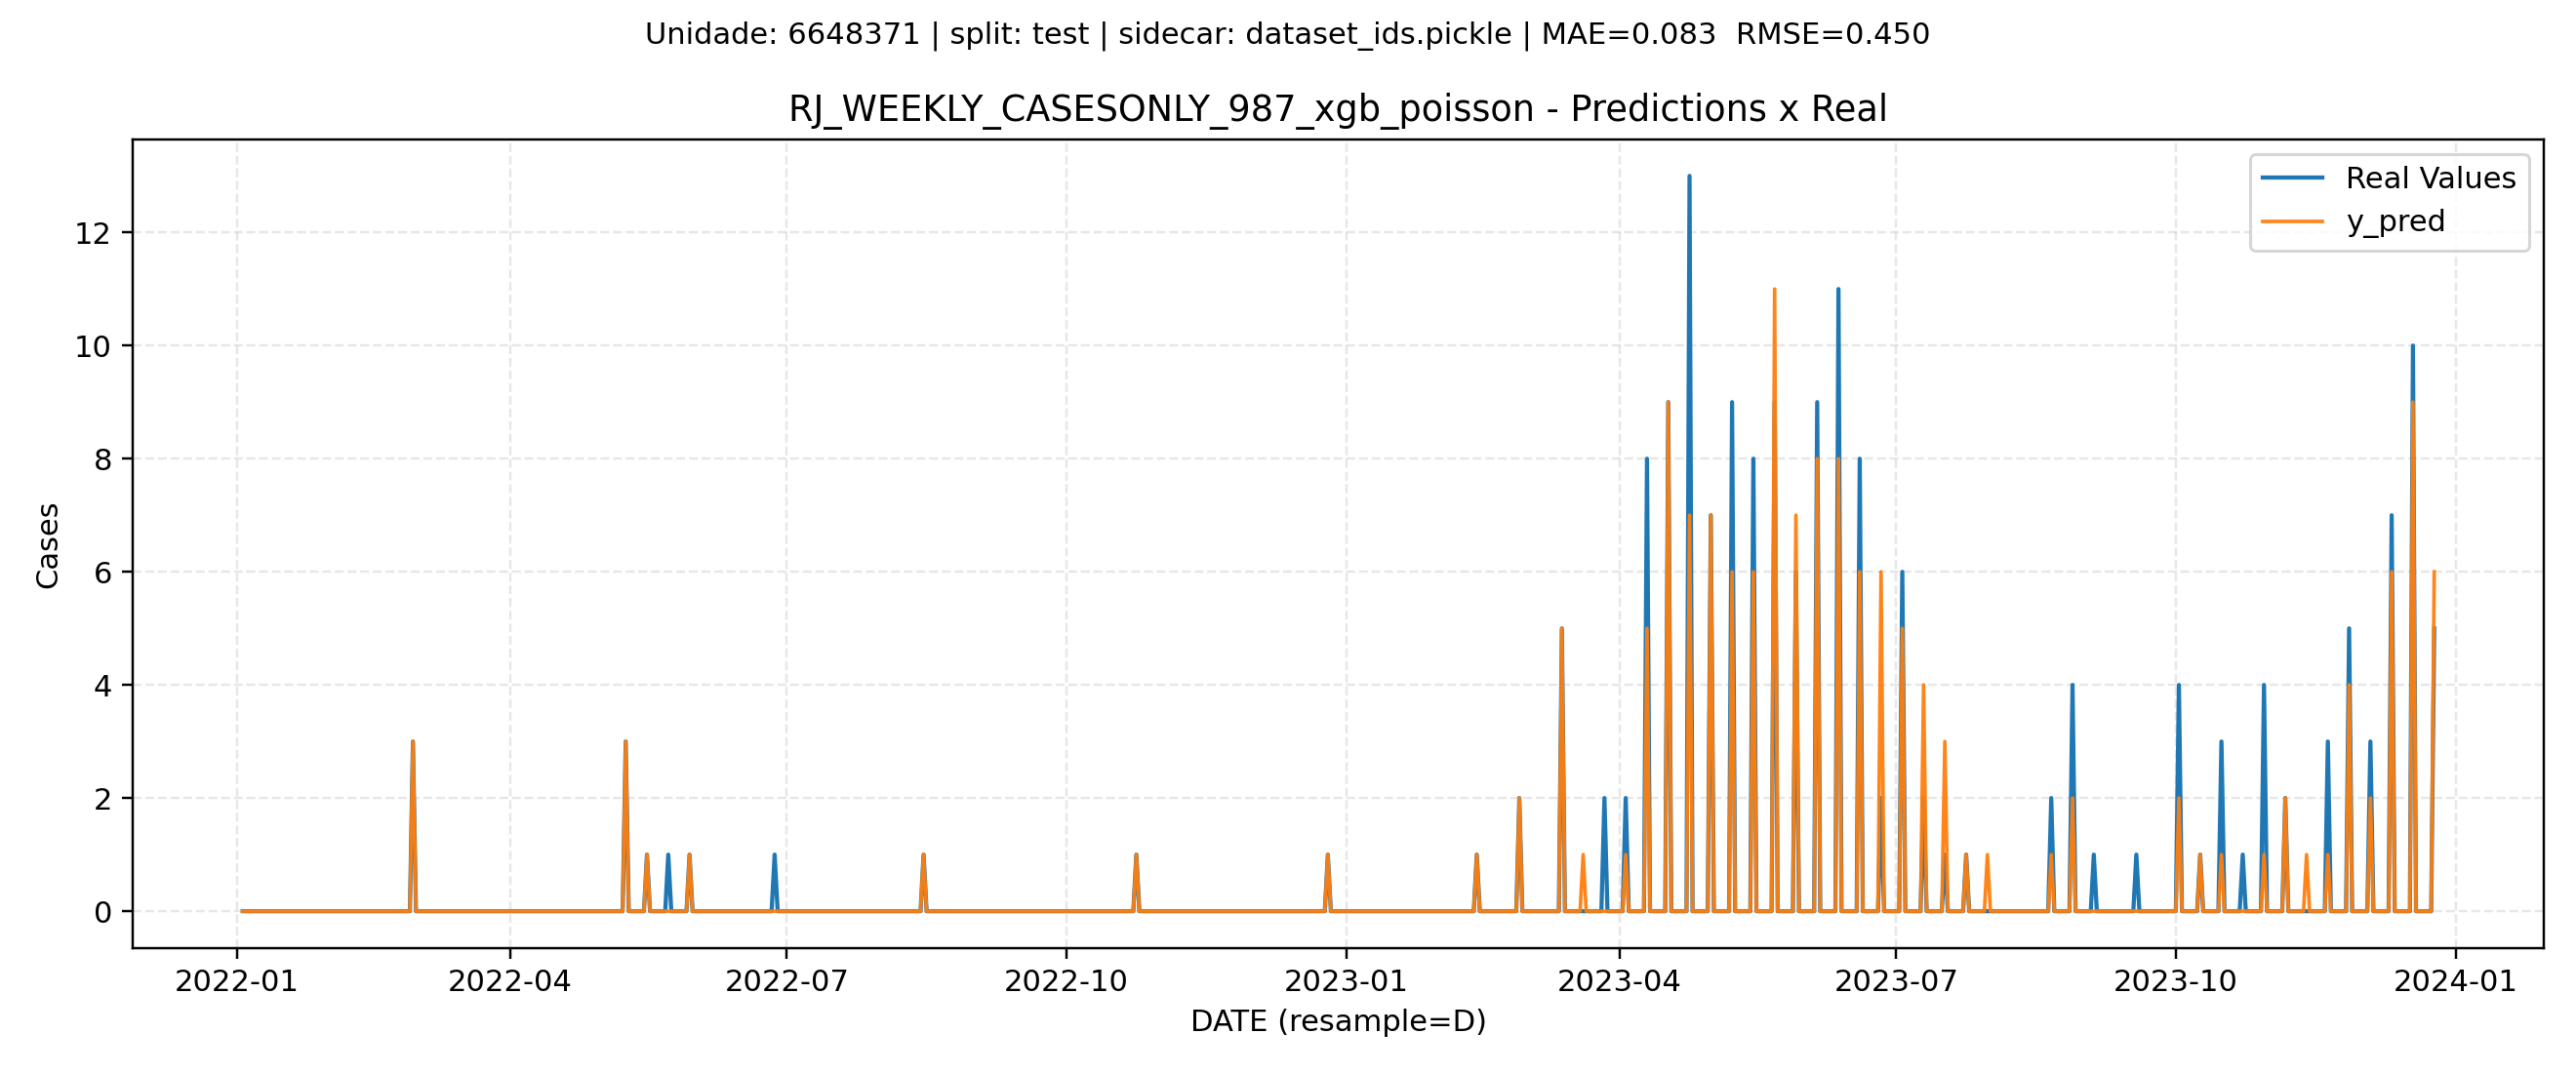 Unidade: 6648371 | split: test | sidecar: dataset_ids.pickle | MAE=0.083  RMSE=0.450
RJ_WEEKLY_CASESONLY_987_xgb_poisson - Predictions x Real
Real Values
y_pred
12
10
8
6
4
2
0
Cases
2022-01
2022-04
2022-07
2022-10
2023-01
2023-04
2023-07
2023-10
2024-01
DATE (resample=D)